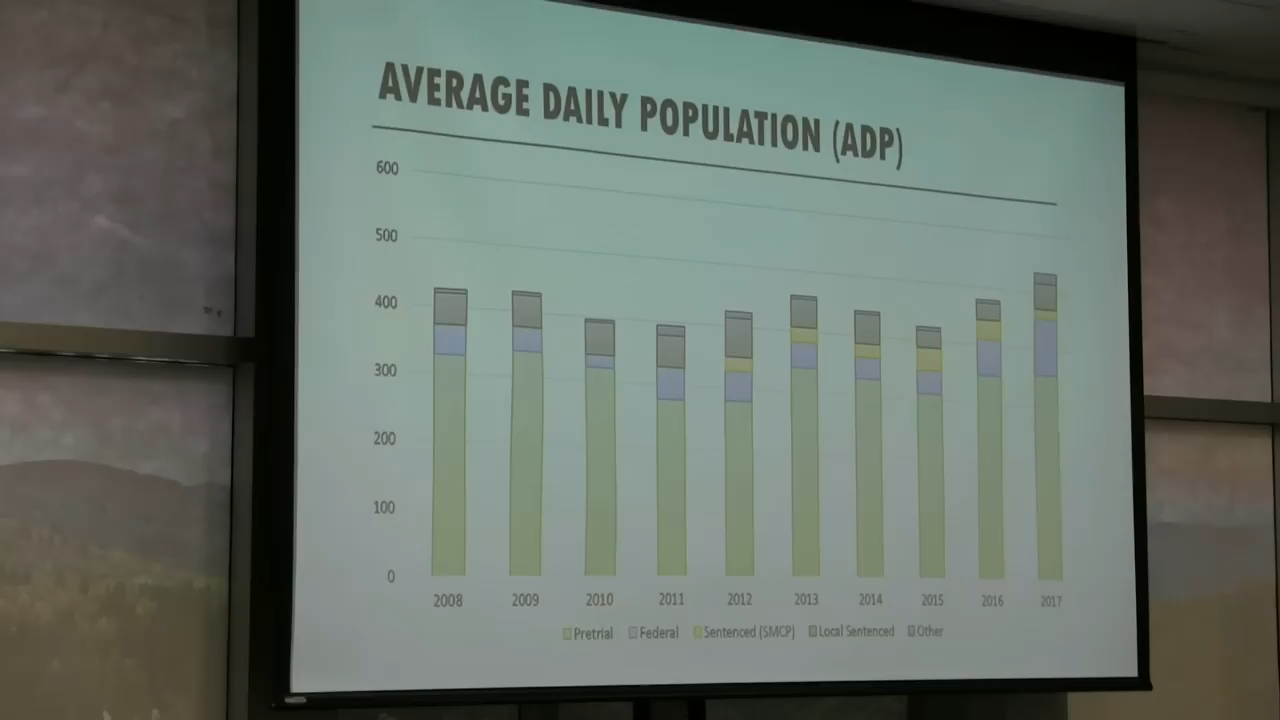 AVERAGE DAILY POPULATION (ADP)
600
500
400
300
200
100
0
2008 2009 2010 2011 2012 2013 2014 2015 2016 2017
Pretrial Federal Sentenced (SMCP) Local Sentenced Other